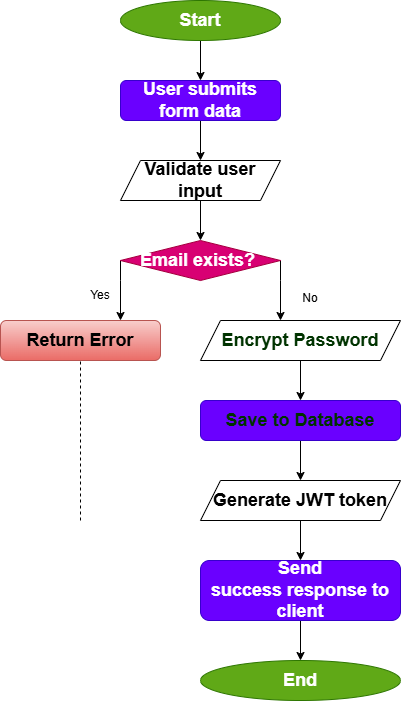 Start
User submits
form data
Validate user
input
Email exists?
Yes
No
Return Error
Encrypt Password
Save to Database
Generate JWT token
Send
success response to
client
End